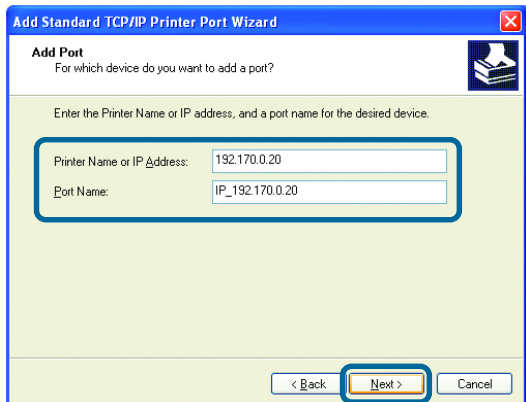 Add Standard TCP/IP Printer Port Wizard
Add Port
For which device do you want to add a port?
Enter the Printer Name or IP address, and a port name for the desired device.
Printer Name or IP Address: 192.170.0.20
Port Name: IP_192.170.0.20
< Back Next > Cancel